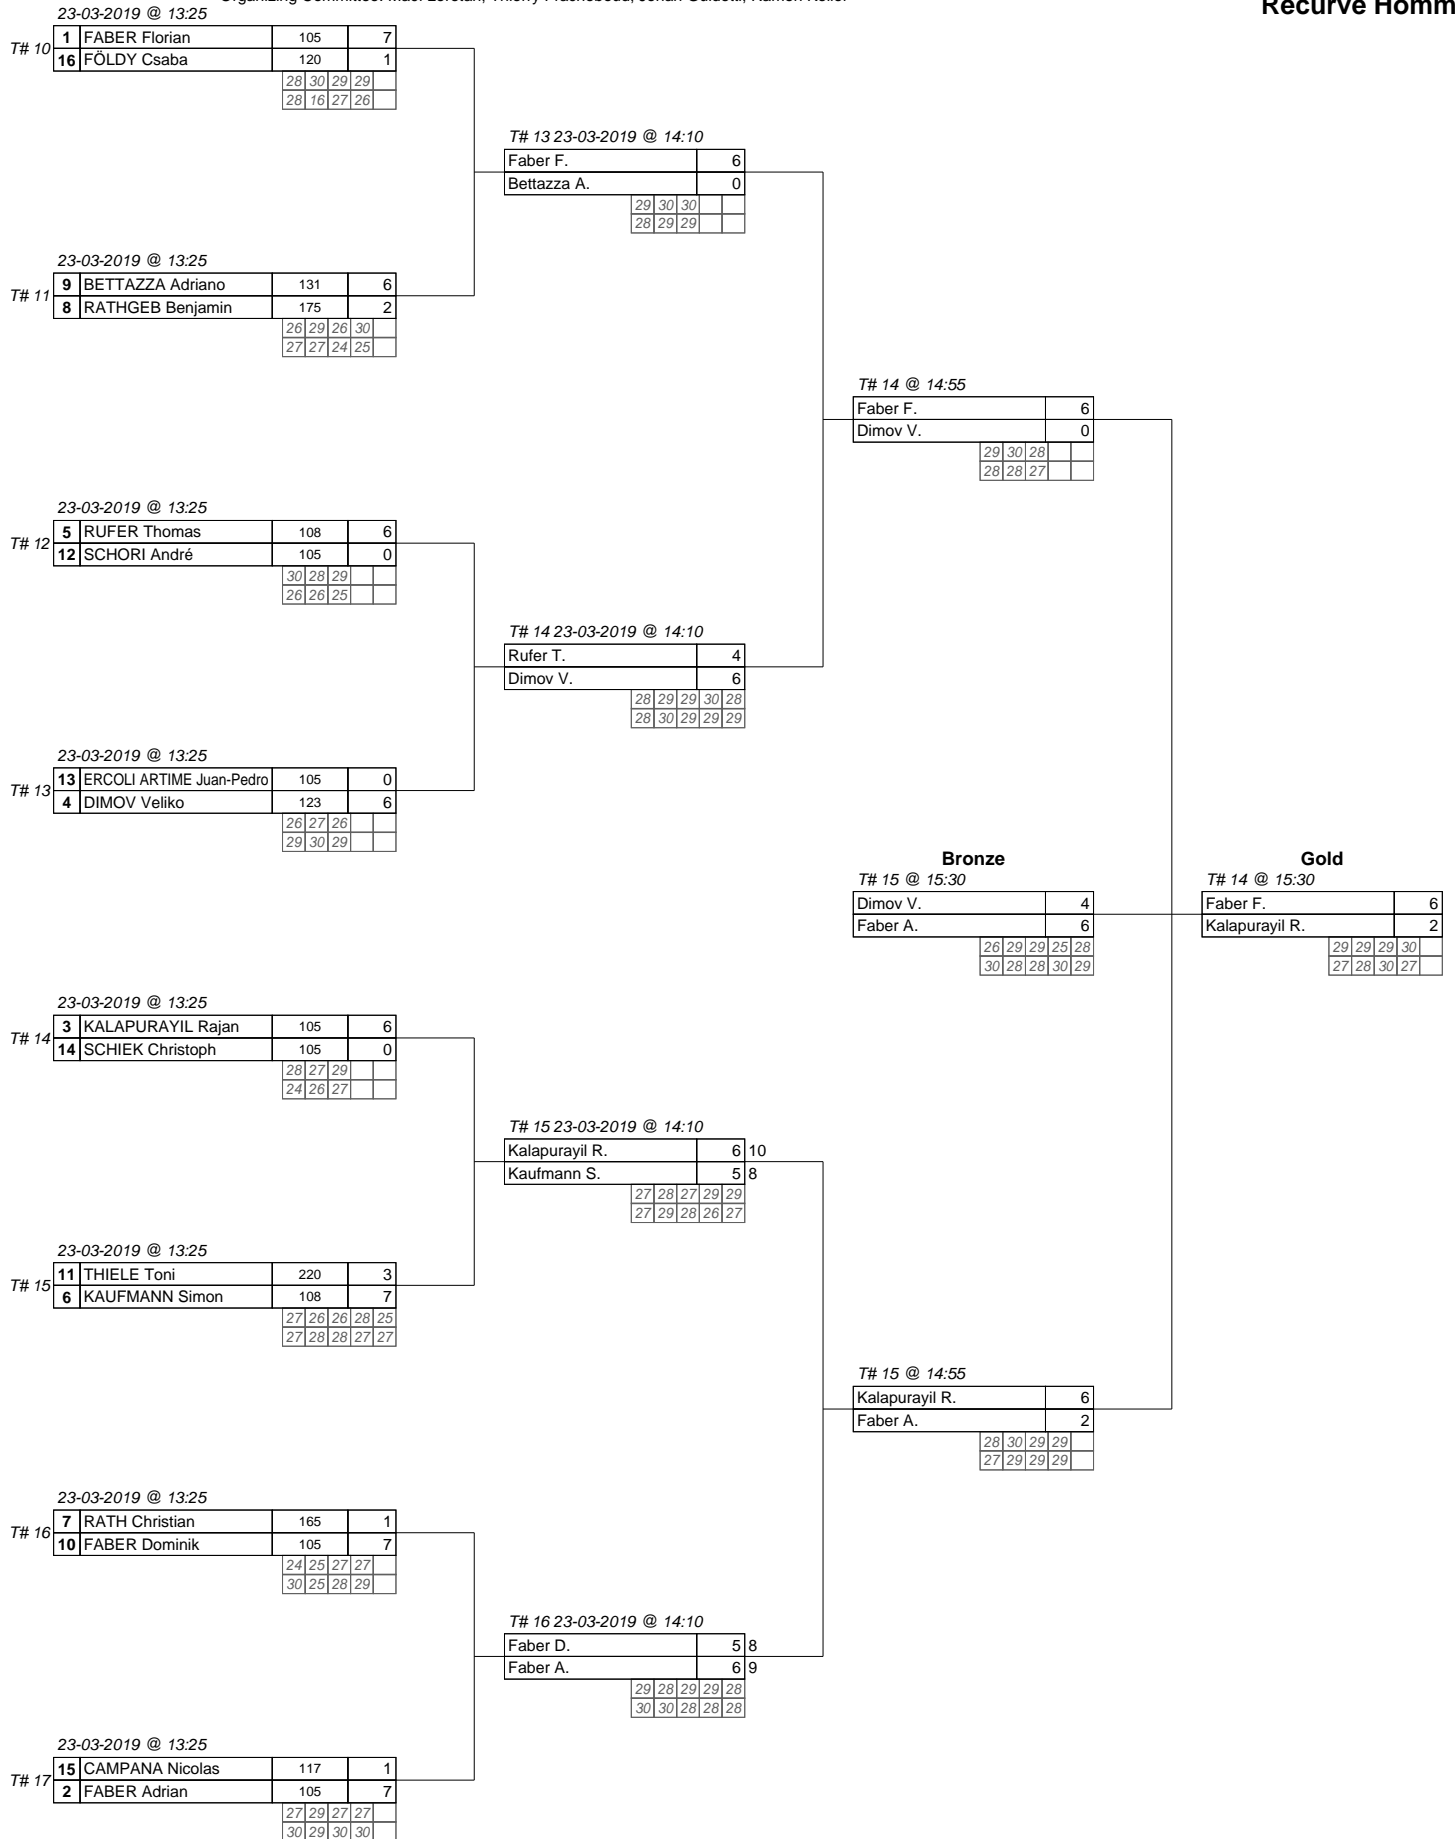 23-03-2019 @ 13:25
T# 10
1 FABER Florian 105 7
16 FÖLDY Csaba 120 1
28 30 29 29
28 16 27 26
T# 13 23-03-2019 @ 14:10
Faber F. 6
Bettazza A. 0
29 30 30
28 29 29
23-03-2019 @ 13:25
T# 11
9 BETTAZZA Adriano 131 6
8 RATHGEB Benjamin 175 2
26 29 26 30
27 27 24 25
T# 14 @ 14:55
Faber F. 6
Dimov V. 0
29 30 28
28 28 27
23-03-2019 @ 13:25
T# 12
5 RUFER Thomas 108 6
12 SCHORI André 105 0
30 28 29
26 26 25
T# 14 23-03-2019 @ 14:10
Rufer T. 4
Dimov V. 6
28 29 29 30 28
28 30 29 29 29
23-03-2019 @ 13:25
T# 13
13 ERCOLI ARTIME Juan-Pedro 105 0
4 DIMOV Veliko 123 6
26 27 26
29 30 29
Bronze
T# 15 @ 15:30
Dimov V. 4
Faber A. 6
26 29 29 25 28
30 28 28 30 29
Gold
T# 14 @ 15:30
Faber F. 6
Kalapurayil R. 2
29 29 29 30
27 28 30 27
23-03-2019 @ 13:25
T# 14
3 KALAPURAYIL Rajan 105 6
14 SCHIEK Christoph 105 0
28 27 29
24 26 27
T# 15 23-03-2019 @ 14:10
Kalapurayil R. 6 10
Kaufmann S. 5 8
27 28 27 29 29
27 29 28 26 27
23-03-2019 @ 13:25
T# 15
11 THIELE Toni 220 3
6 KAUFMANN Simon 108 7
27 26 26 28 25
27 28 28 27 27
T# 15 @ 14:55
Kalapurayil R. 6
Faber A. 2
28 30 29 29
27 29 29 29
23-03-2019 @ 13:25
T# 16
7 RATH Christian 165 1
10 FABER Dominik 105 7
24 25 27 27
30 25 28 29
T# 16 23-03-2019 @ 14:10
Faber D. 5 8
Faber A. 6 9
29 28 29 29 28
30 30 28 28 28
23-03-2019 @ 13:25
T# 17
15 CAMPANA Nicolas 117 1
2 FABER Adrian 105 7
27 29 27 27
30 29 30 30